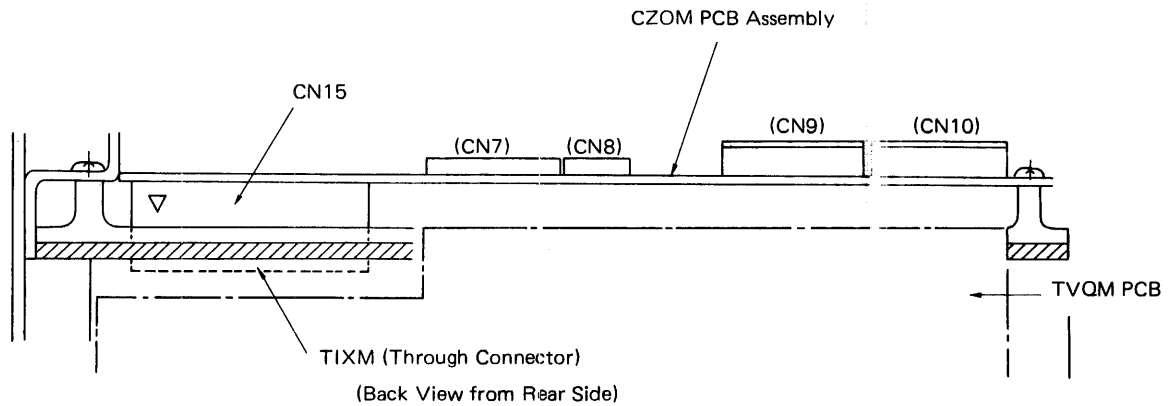 CZOM PCB Assembly
CN15
(CN7)
(CN8)
(CN9)
(CN10)
TVQM PCB
TIXM (Through Connector)
(Back View from Rear Side)